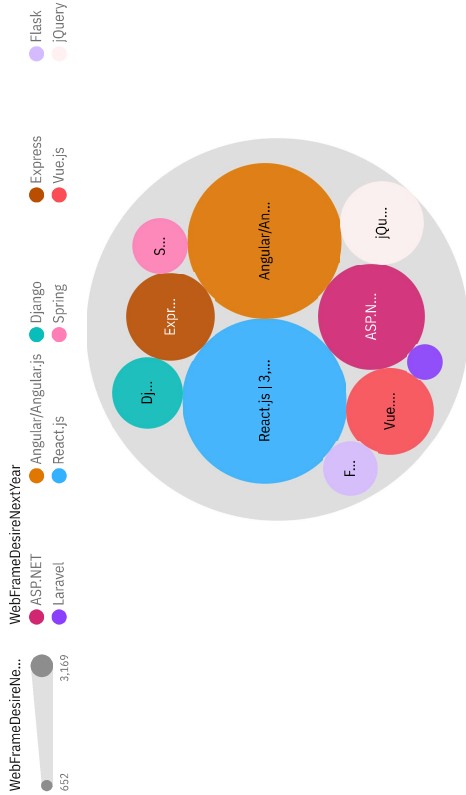 WebFrameDesireNe...
652
3,169
WebFrameDesireNextYear
ASP.NET
Angular/Angular.js
Django
Express
Flask
Laravel
React.js
Spring
Vue.js
jQuery
Dj...
Expr...
S...
React.js | 3,...
Angular/An...
F...
Vue....
ASP.N...
jQu...